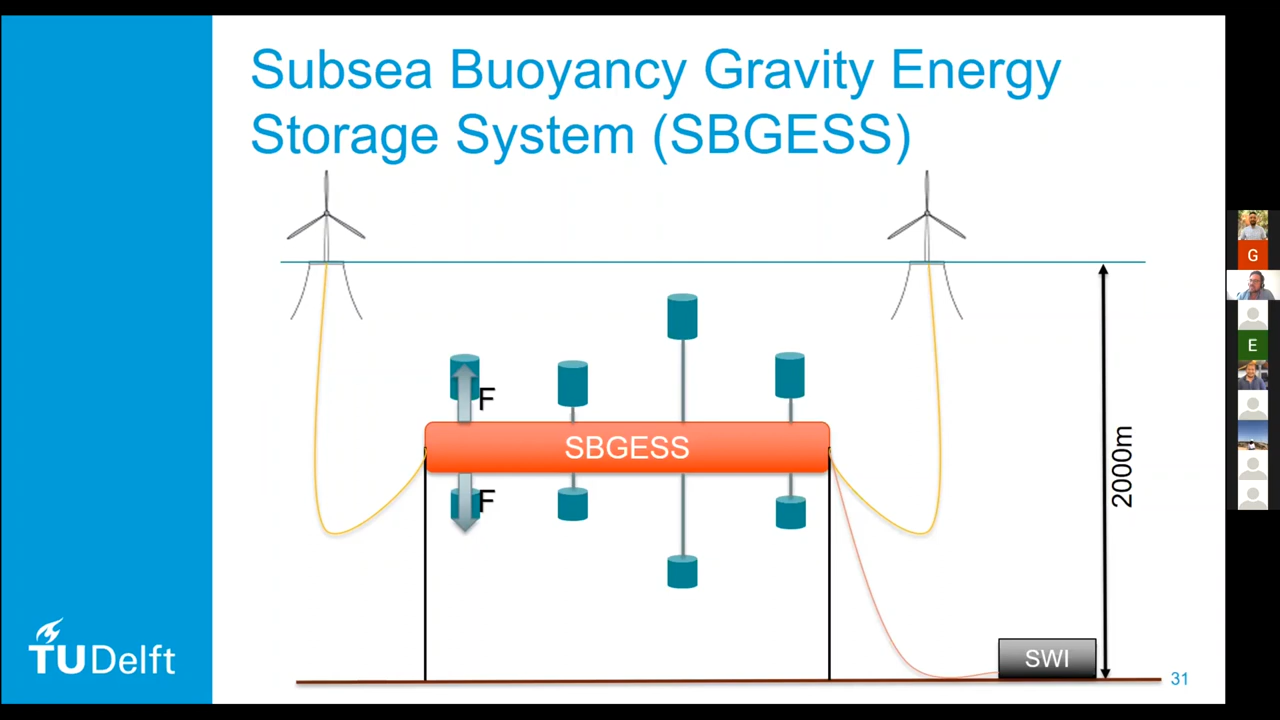 Subsea Buoyancy Gravity Energy
Storage System (SBGESS)
G
E
F
SBGESS
F
2000m
SWI
TUDelft
31